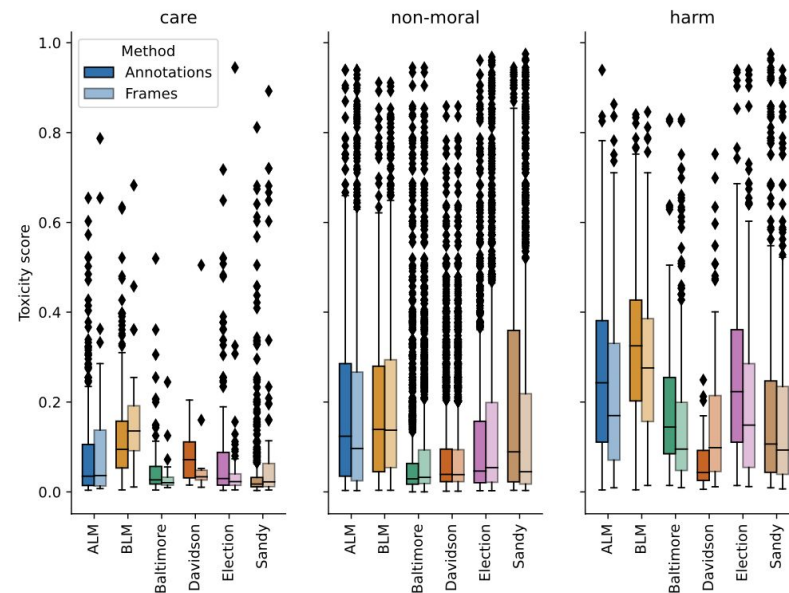 care
non-moral
harm
Toxicity score
1.0
0.8
0.6
0.4
0.2
0.0
Method
Annotations
Frames
ALM
BLM
Baltimore
Davidson
Election
Sandy
ALM
BLM
Baltimore
Davidson
Election
Sandy
ALM
BLM
Baltimore
Davidson
Election
Sandy